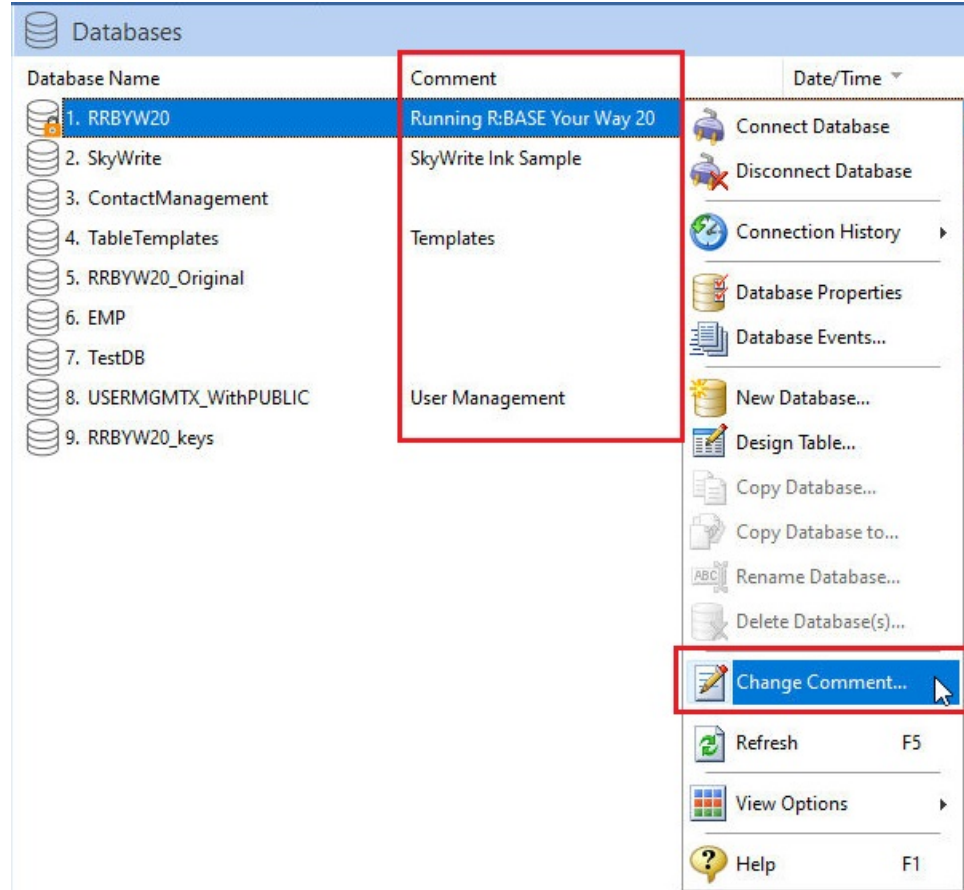 Databases
Database Name Comment Date/Time
1. RRBYW20 Running R:BASE Your Way 20
2. SkyWrite SkyWrite Ink Sample
3. ContactManagement
4. TableTemplates Templates
5. RRBYW20_Original
6. EMP
7. TestDB
8. USERMGMTX_WithPUBLIC User Management
9. RRBYW20_keys
Connect Database
Disconnect Database
Connection History
Database Properties
Database Events...
New Database...
Design Table...
Copy Database...
Copy Database to...
ABC Rename Database...
Delete Database(s)...
Change Comment...
Refresh F5
View Options
Help F1